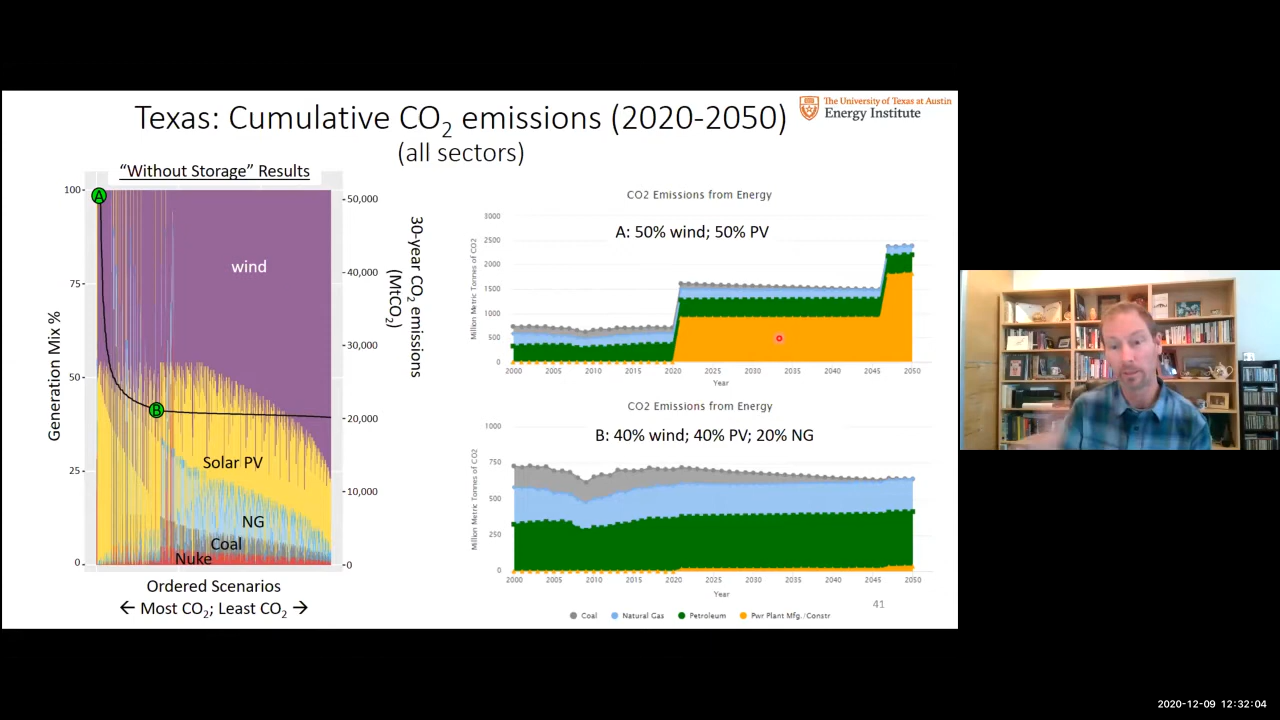 Texas: Cumulative CO2 emissions (2020-2050)
(all sectors)
The University of Texas at Austin
Energy Institute
“Without Storage” Results
100
75
50
25
0
Generation Mix %
A
B
wind
Solar PV
NG
Coal
Nuke
50,000
40,000
30,000
20,000
10,000
0
30-year CO2 emissions
(MtCO2)
Ordered Scenarios
← Most CO2; Least CO2 →
CO2 Emissions from Energy
A: 50% wind; 50% PV
Million Metric Tonnes of CO2
3000
2500
2000
1500
1000
500
0
2000 2005 2010 2015 2020 2025 2030 2035 2040 2045 2050
Year
CO2 Emissions from Energy
B: 40% wind; 40% PV; 20% NG
Million Metric Tonnes of CO2
1000
750
500
250
0
2000 2005 2010 2015 2020 2025 2030 2035 2040 2045 2050
Year
41
Coal Natural Gas Petroleum Pwr Plant Mfg./Constr
2020-12-09 12:32:04